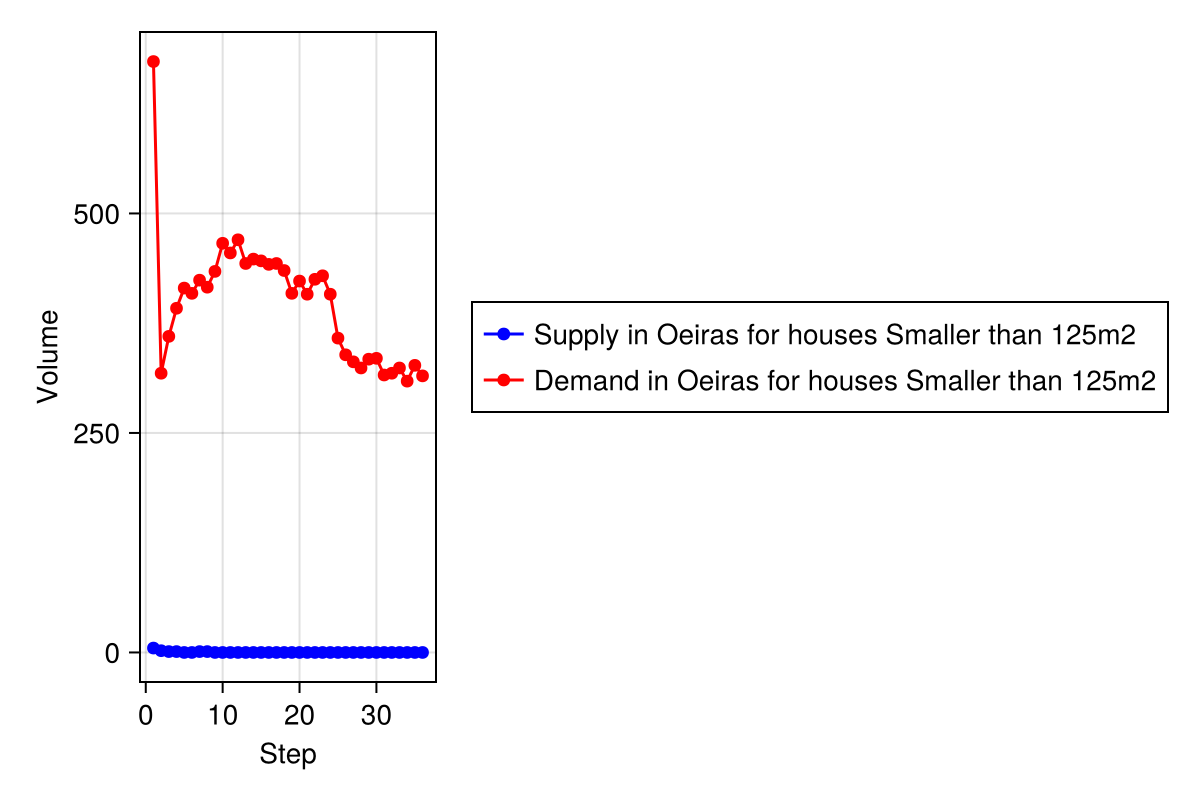 Volume
500
250
0
0 10 20 30
Step
Supply in Oeiras for houses Smaller than 125m2
Demand in Oeiras for houses Smaller than 125m2